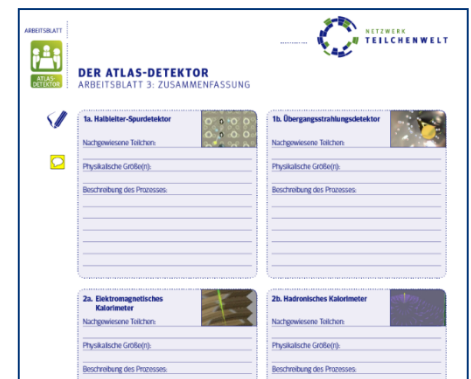 ARBEITSBLATT
NETZWERK
TEILCHENWELT
ATLAS-
DETEKTOR
DER ATLAS-DETEKTOR
ARBEITSBLATT 3: ZUSAMMENFASSUNG
1a. Halbleiter-Spurdetektor
Nachgewiesene Teilchen:
Physikalische Größe(n):
Beschreibung des Prozesses:
1b. Übergangsstrahlungsdetektor
Nachgewiesene Teilchen:
Physikalische Größe(n):
Beschreibung des Prozesses:
2a. Elektromagnetisches
Kalorimeter
Nachgewiesene Teilchen:
Physikalische Größe(n):
Beschreibung des Prozesses:
2b. Hadronisches Kalorimeter
Nachgewiesene Teilchen:
Physikalische Größe(n):
Beschreibung des Prozesses: